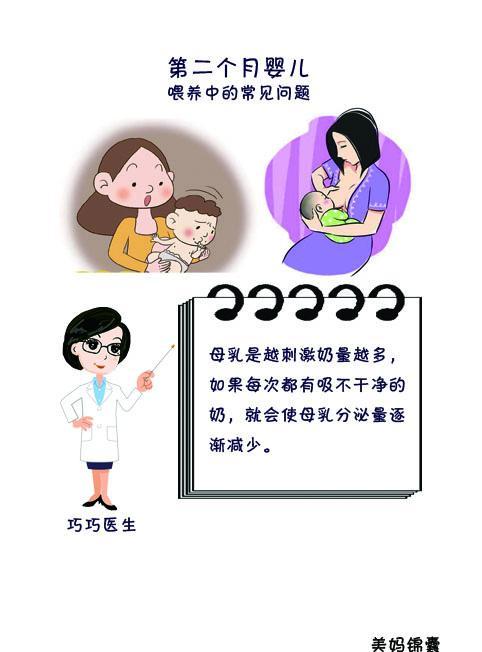 第二个月婴儿
喂养中的常见问题
母乳是越刺激奶量越多，
如果每次都有吸不干净的
奶，就会使母乳分泌量逐
渐减少。
巧巧医生
美妈锦囊